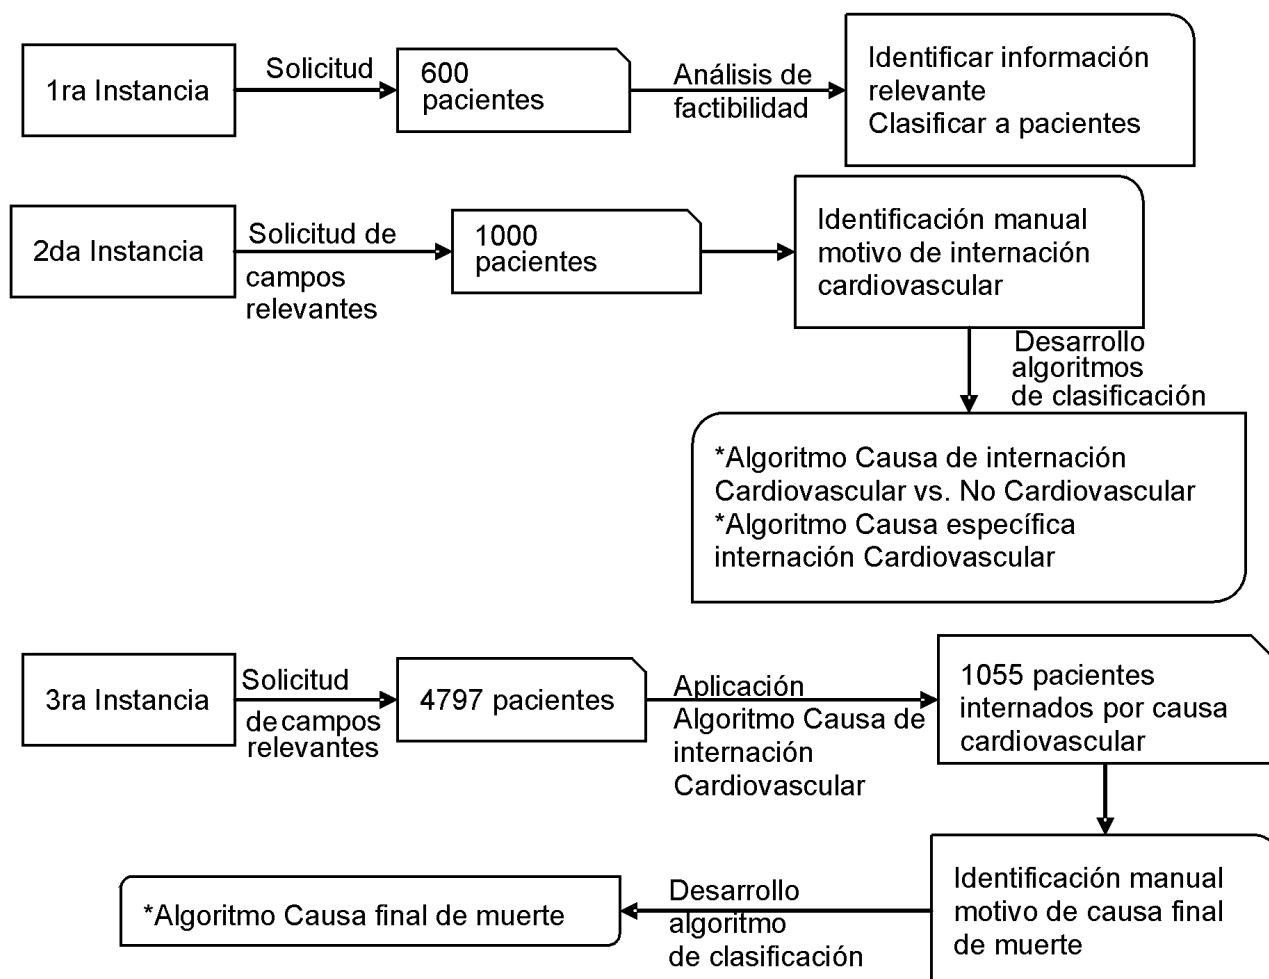 1ra Instancia
Solicitud
600
pacientes
Análisis de
factibilidad
Identificar información
relevante
Clasificar a pacientes
2da Instancia
Solicitud de
campos
relevantes
1000
pacientes
Identificación manual
motivo de internación
cardiovascular
Desarrollo
algoritmos
de clasificación
*Algoritmo Causa de internación
Cardiovascular vs. No Cardiovascular
*Algoritmo Causa específica
internación Cardiovascular
3ra Instancia
Solicitud
de campos
relevantes
4797 pacientes
Aplicación
Algoritmo Causa de
internación
Cardiovascular
1055 pacientes
internados por causa
cardiovascular
Identificación manual
motivo de causa final
de muerte
Desarrollo
algoritmo
de clasificación
*Algoritmo Causa final de muerte